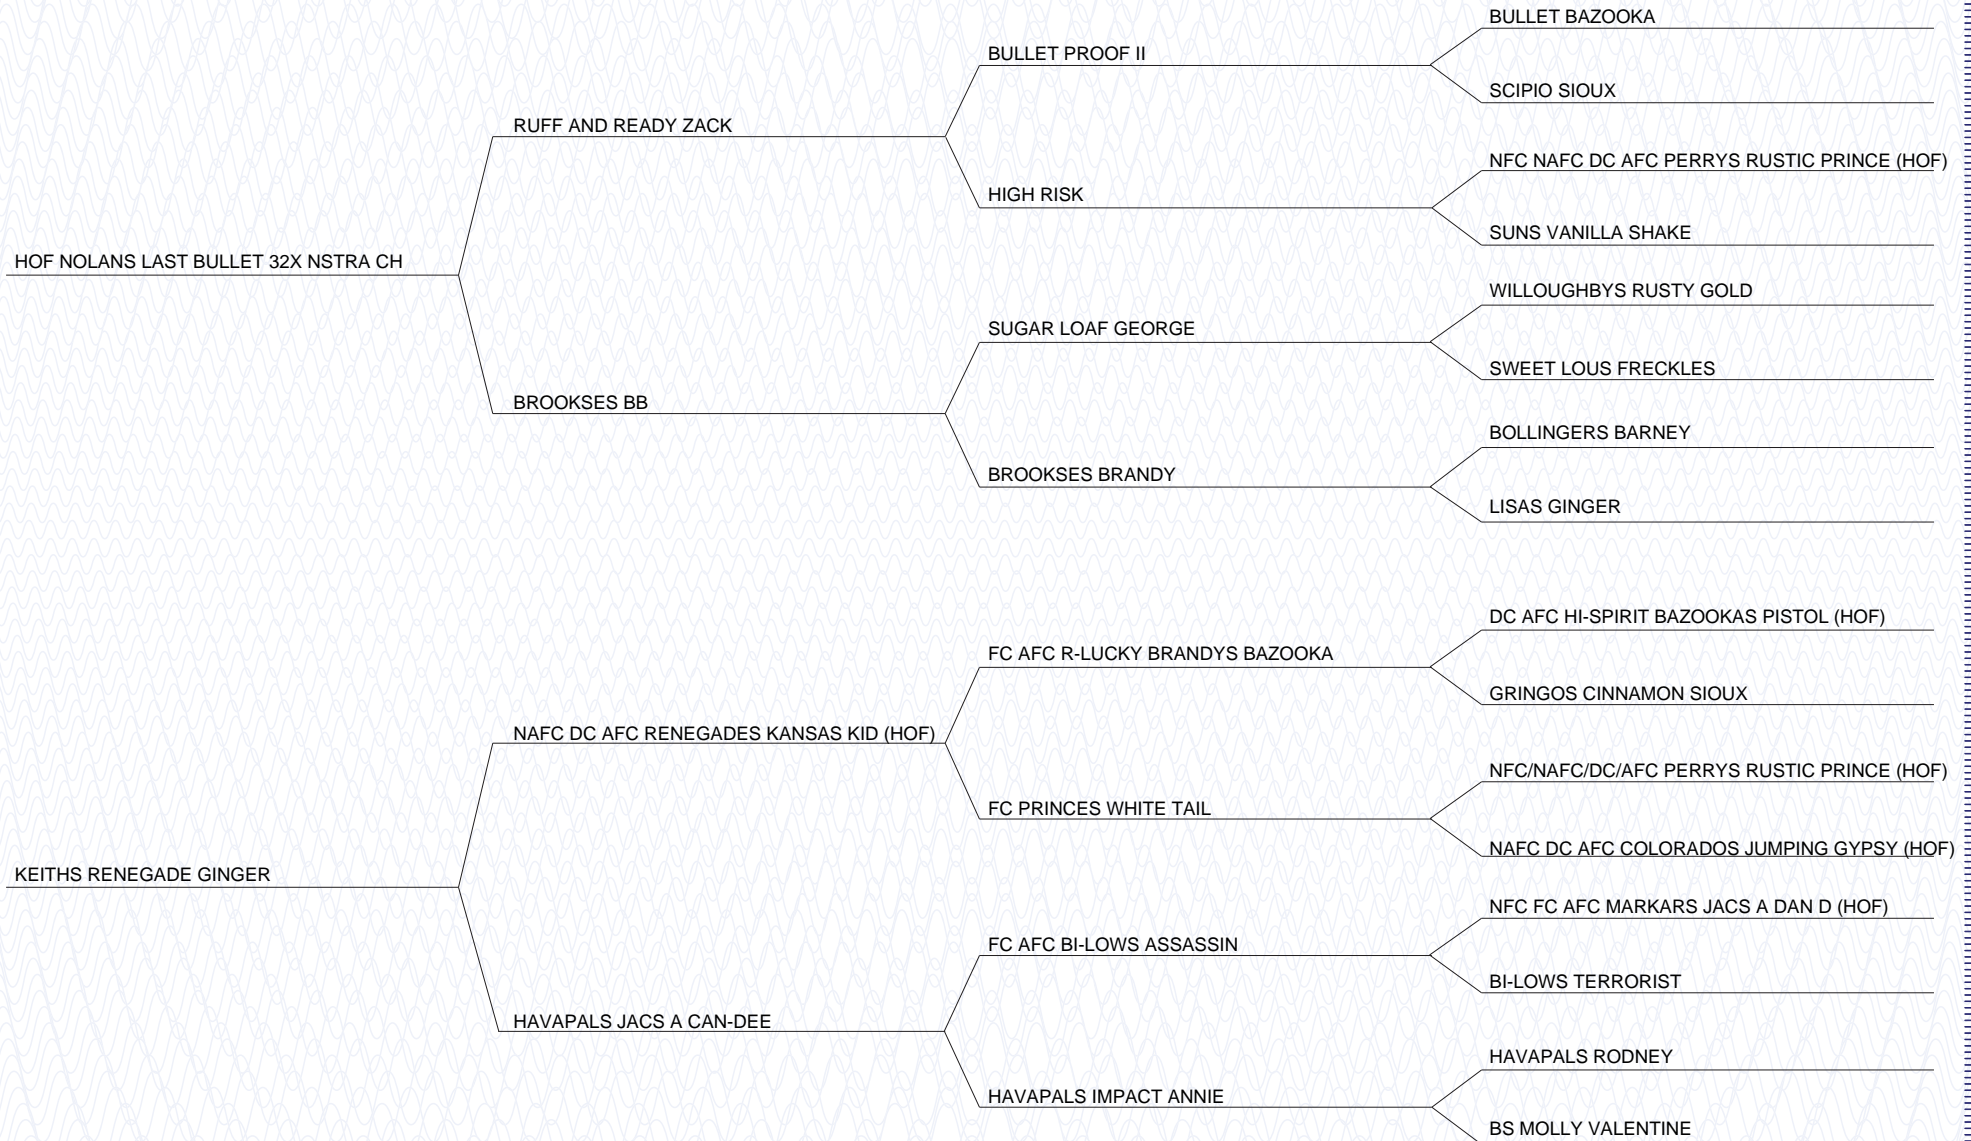 BULLET BAZOOKA
BULLET PROOF II
SCIPIO SIOUX
RUFF AND READY ZACK
NFC NAFC DC AFC PERRYS RUSTIC PRINCE (HOF)
HIGH RISK
SUNS VANILLA SHAKE
HOF NOLANS LAST BULLET 32X NSTRA CH
WILLOUGHBYS RUSTY GOLD
SUGAR LOAF GEORGE
SWEET LOUS FRECKLES
BROOKSES BB
BOLLINGERS BARNEY
BROOKSES BRANDY
LISAS GINGER
DC AFC HI-SPIRIT BAZOOKAS PISTOL (HOF)
FC AFC R-LUCKY BRANDYS BAZOOKA
GRINGOS CINNAMON SIOUX
NAFC DC AFC RENEGADES KANSAS KID (HOF)
NFC/NAFC/DC/AFC PERRYS RUSTIC PRINCE (HOF)
FC PRINCES WHITE TAIL
NAFC DC AFC COLORADOS JUMPING GYPSY (HOF)
KEITHS RENEGADE GINGER
NFC FC AFC MARKARS JACS A DAN D (HOF)
FC AFC BI-LOWS ASSASSIN
BI-LOWS TERRORIST
HAVAPALS JACS A CAN-DEE
HAVAPALS RODNEY
HAVAPALS IMPACT ANNIE
BS MOLLY VALENTINE